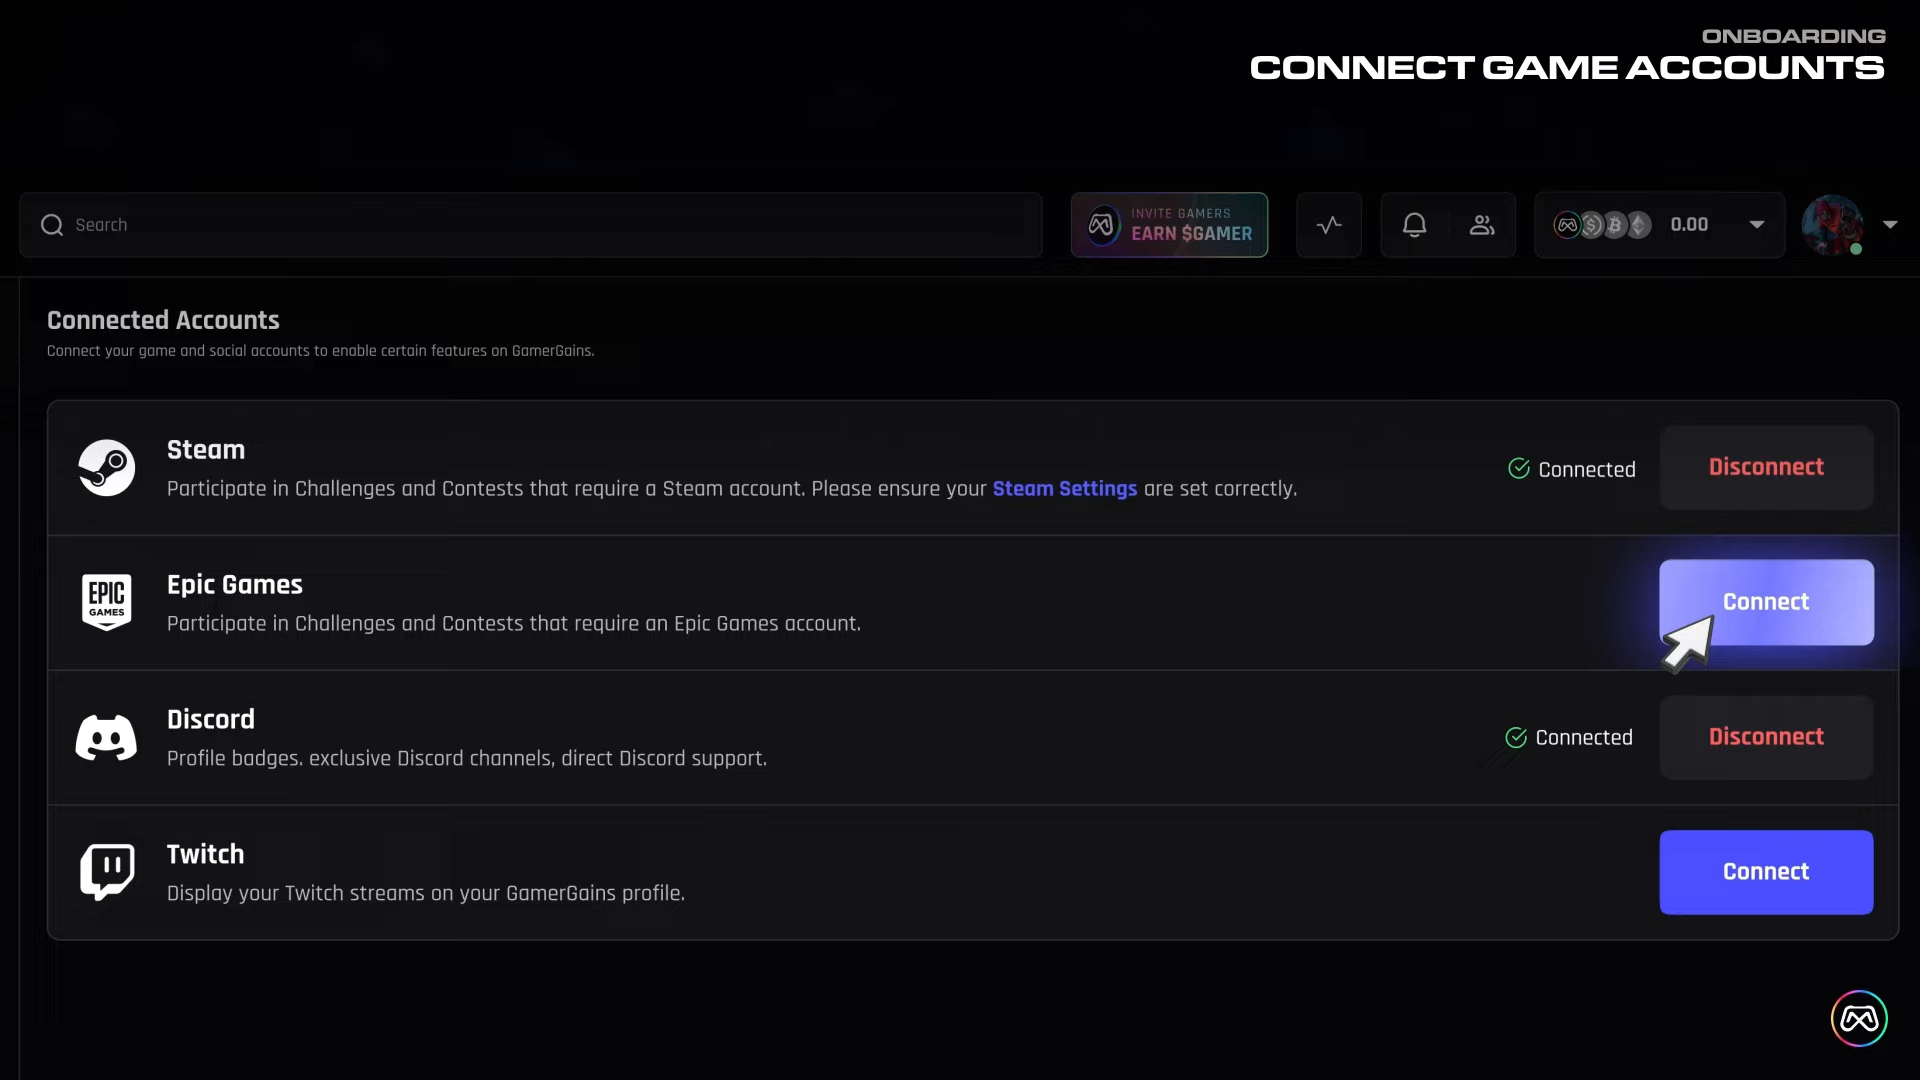 ONBOARDING
CONNECT GAME ACCOUNTS
Search
INVITE GAMERS
EARN $GAMER
0.00
Connected Accounts
Connect your game and social accounts to enable certain features on GamerGains.
Steam
Participate in Challenges and Contests that require a Steam account. Please ensure your Steam Settings are set correctly.
Connected
Disconnect
EPIC
GAMES
Epic Games
Participate in Challenges and Contests that require an Epic Games account.
Connect
Discord
Profile badges. exclusive Discord channels, direct Discord support.
Connected
Disconnect
Twitch
Display your Twitch streams on your GamerGains profile.
Connect